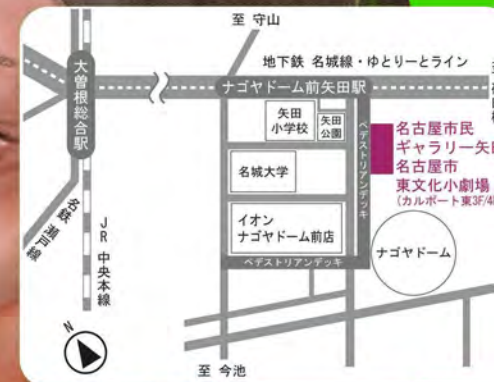 至 守山
地下鉄 名城線・ゆとりーとライン
大曽根総合駅
ナゴヤドーム前矢田駅
矢田
小学校
矢田
公園
ペデストリアンデッキ
名古屋市民
ギャラリー矢田
名古屋市
東文化小劇場
(カルポート東3F/4F
名城大学
イオン
ナゴヤドーム前店
ナゴヤドーム
ペデストリアンデッキ
名鉄 瀬戸線
JR 中央本線
N
至 今池